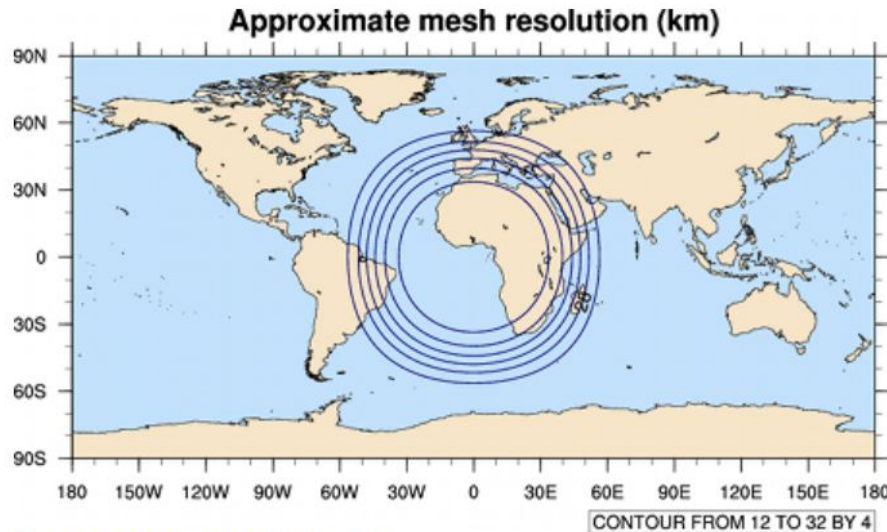 Approximate mesh resolution (km)
90N
60N
30N
0
30S
60S
90S
180 150W 120W 90W 60W 30W 0 30E 60E 90E 120E 150E 180
28
CONTOUR FROM 12 TO 32 BY 4